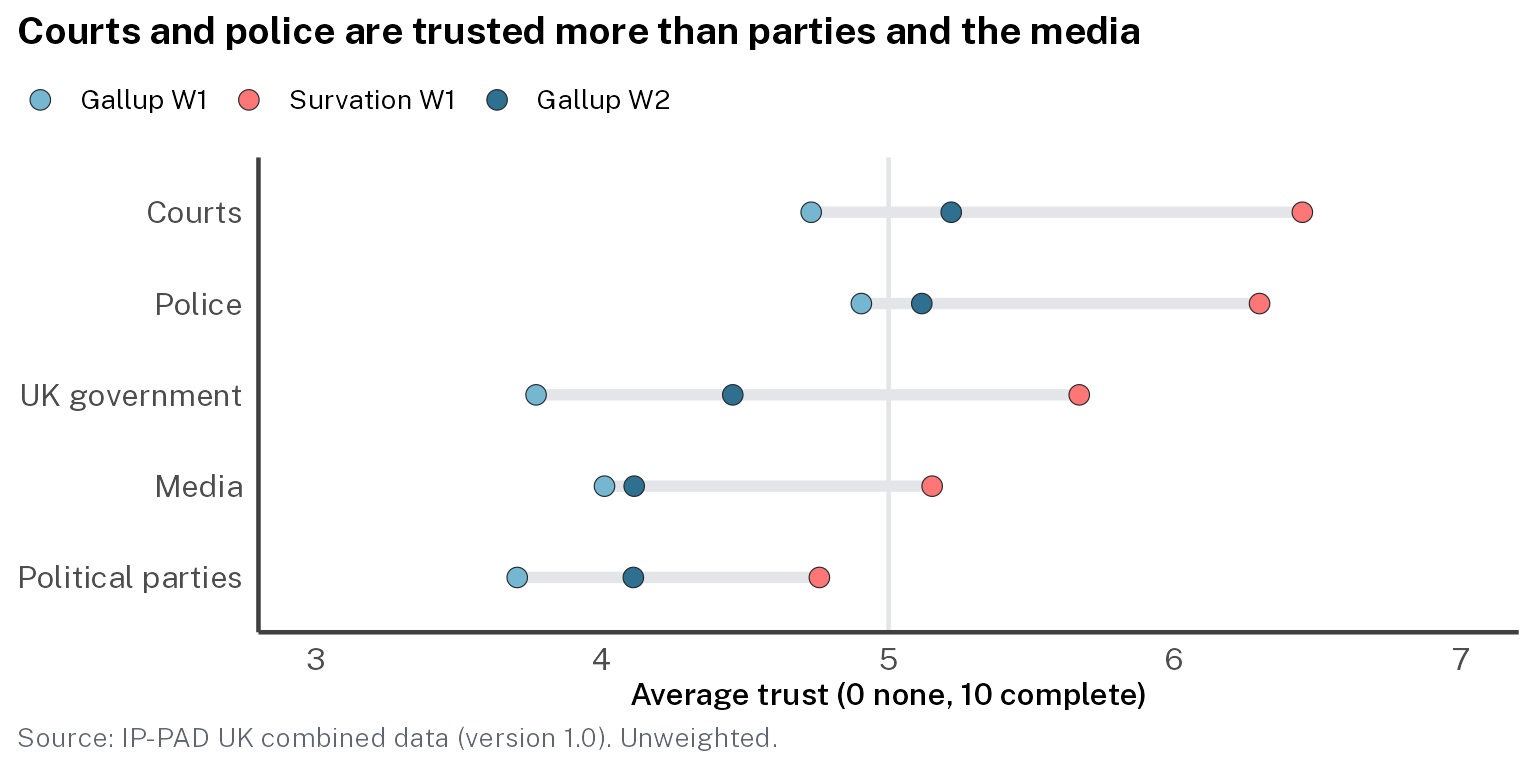 Courts and police are trusted more than parties and the media
Gallup W1 Survation W1 Gallup W2
Courts
Police
UK government
Media
Political parties
3 4 5 6 7
Average trust (0 none, 10 complete)
Source: IP-PAD UK combined data (version 1.0). Unweighted.